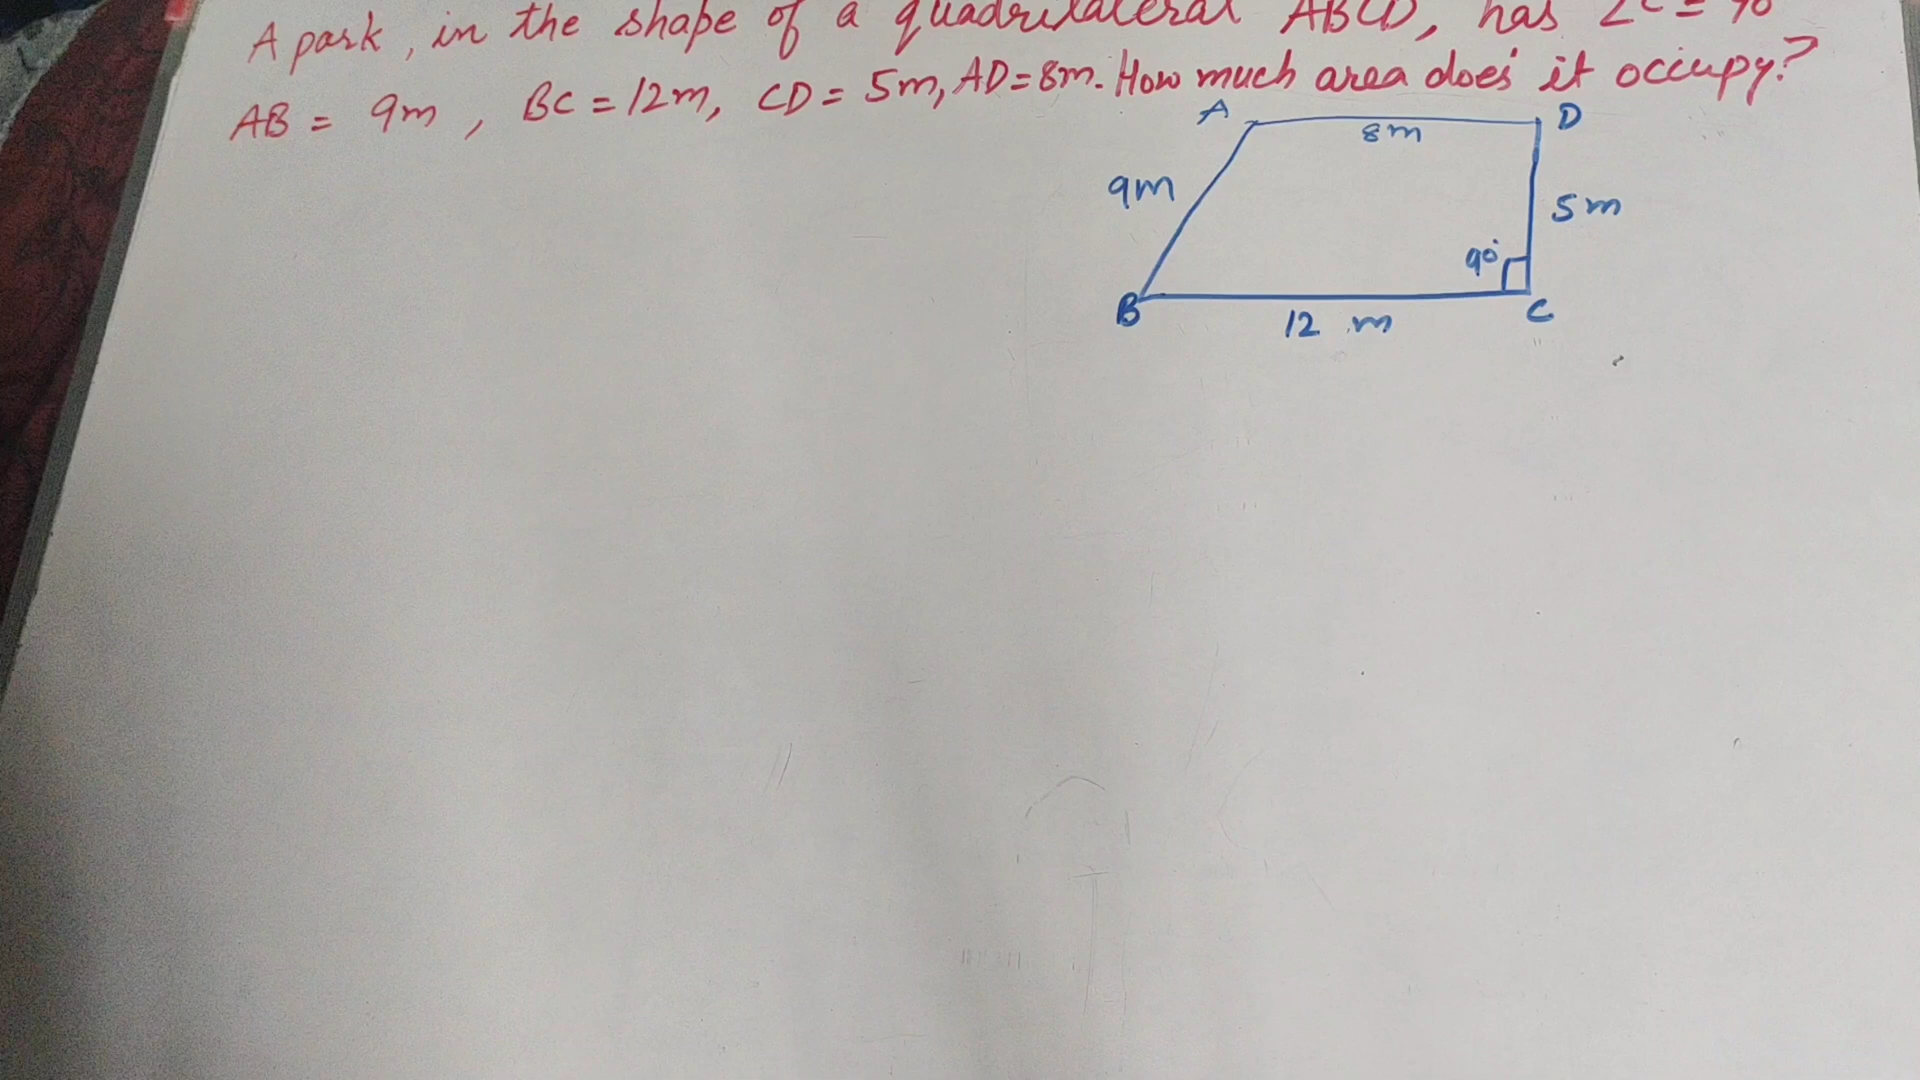 A park, in the shape of a quadrilateral ABCD, has ∠C = 90°
AB = 9m, BC = 12m, CD = 5m, AD = 8m. How much area does it occupy?
A
D
8m
9m
5m
90°
B
C
12 m